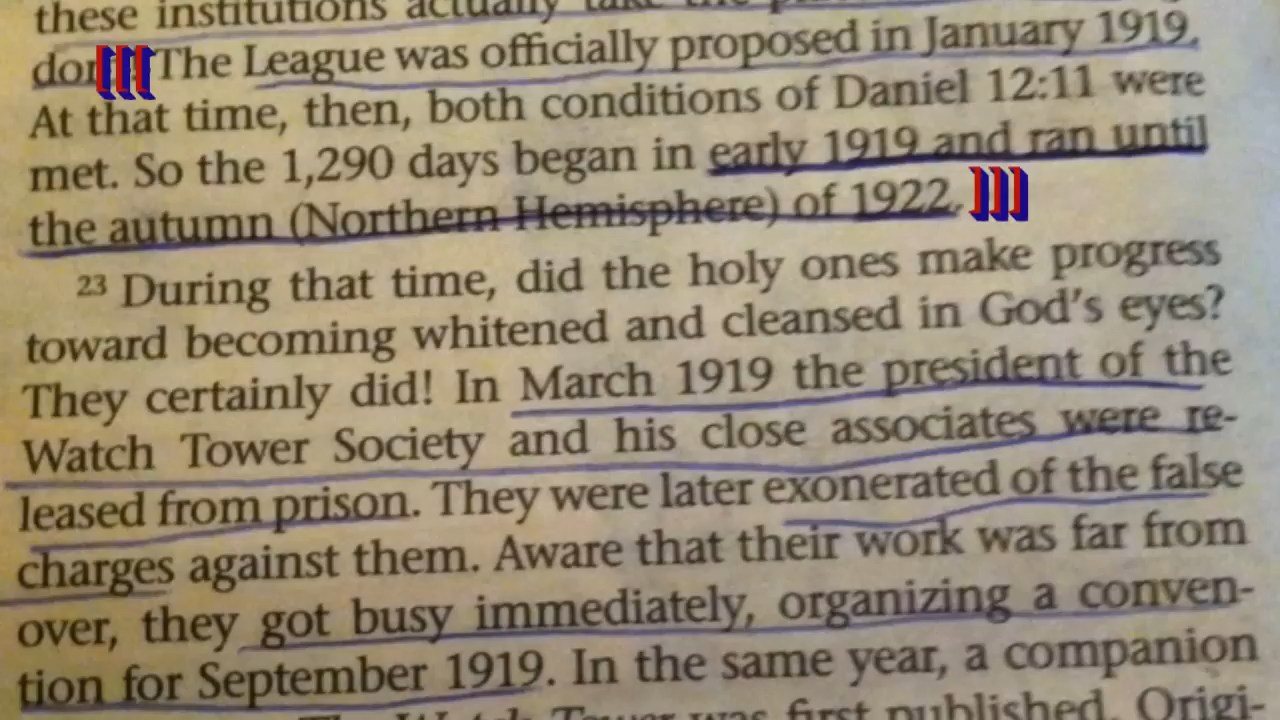 these institutions actually take the
dom. [[[ The League was officially proposed in January 1919.
At that time, then, both conditions of Daniel 12:11 were
met. So the 1,290 days began in early 1919 and ran until
the autumn (Northern Hemisphere) of 1922. ]]]
23 During that time, did the holy ones make progress
toward becoming whitened and cleansed in God's eyes?
They certainly did! In March 1919 the president of the
Watch Tower Society and his close associates were re-
leased from prison. They were later exonerated of the false
charges against them. Aware that their work was far from
over, they got busy immediately, organizing a conven-
tion for September 1919. In the same year, a companion
The Watch Tower was first published. Origi-